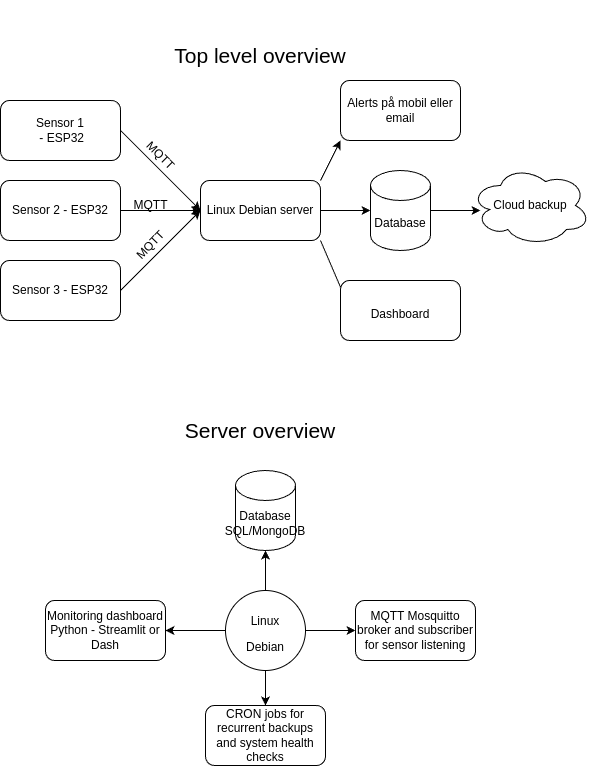 Top level overview
Alerts på mobil eller
email
Sensor 1
- ESP32
MQTT
Sensor 2 - ESP32
MQTT
Linux Debian server
Database
Cloud backup
MQTT
Sensor 3 - ESP32
Dashboard
Server overview
Database
SQL/MongoDB
Monitoring dashboard
Python - Streamlit or
Dash
Linux
Debian
MQTT Mosquitto
broker and subscriber
for sensor listening
CRON jobs for
recurrent backups
and system health
checks